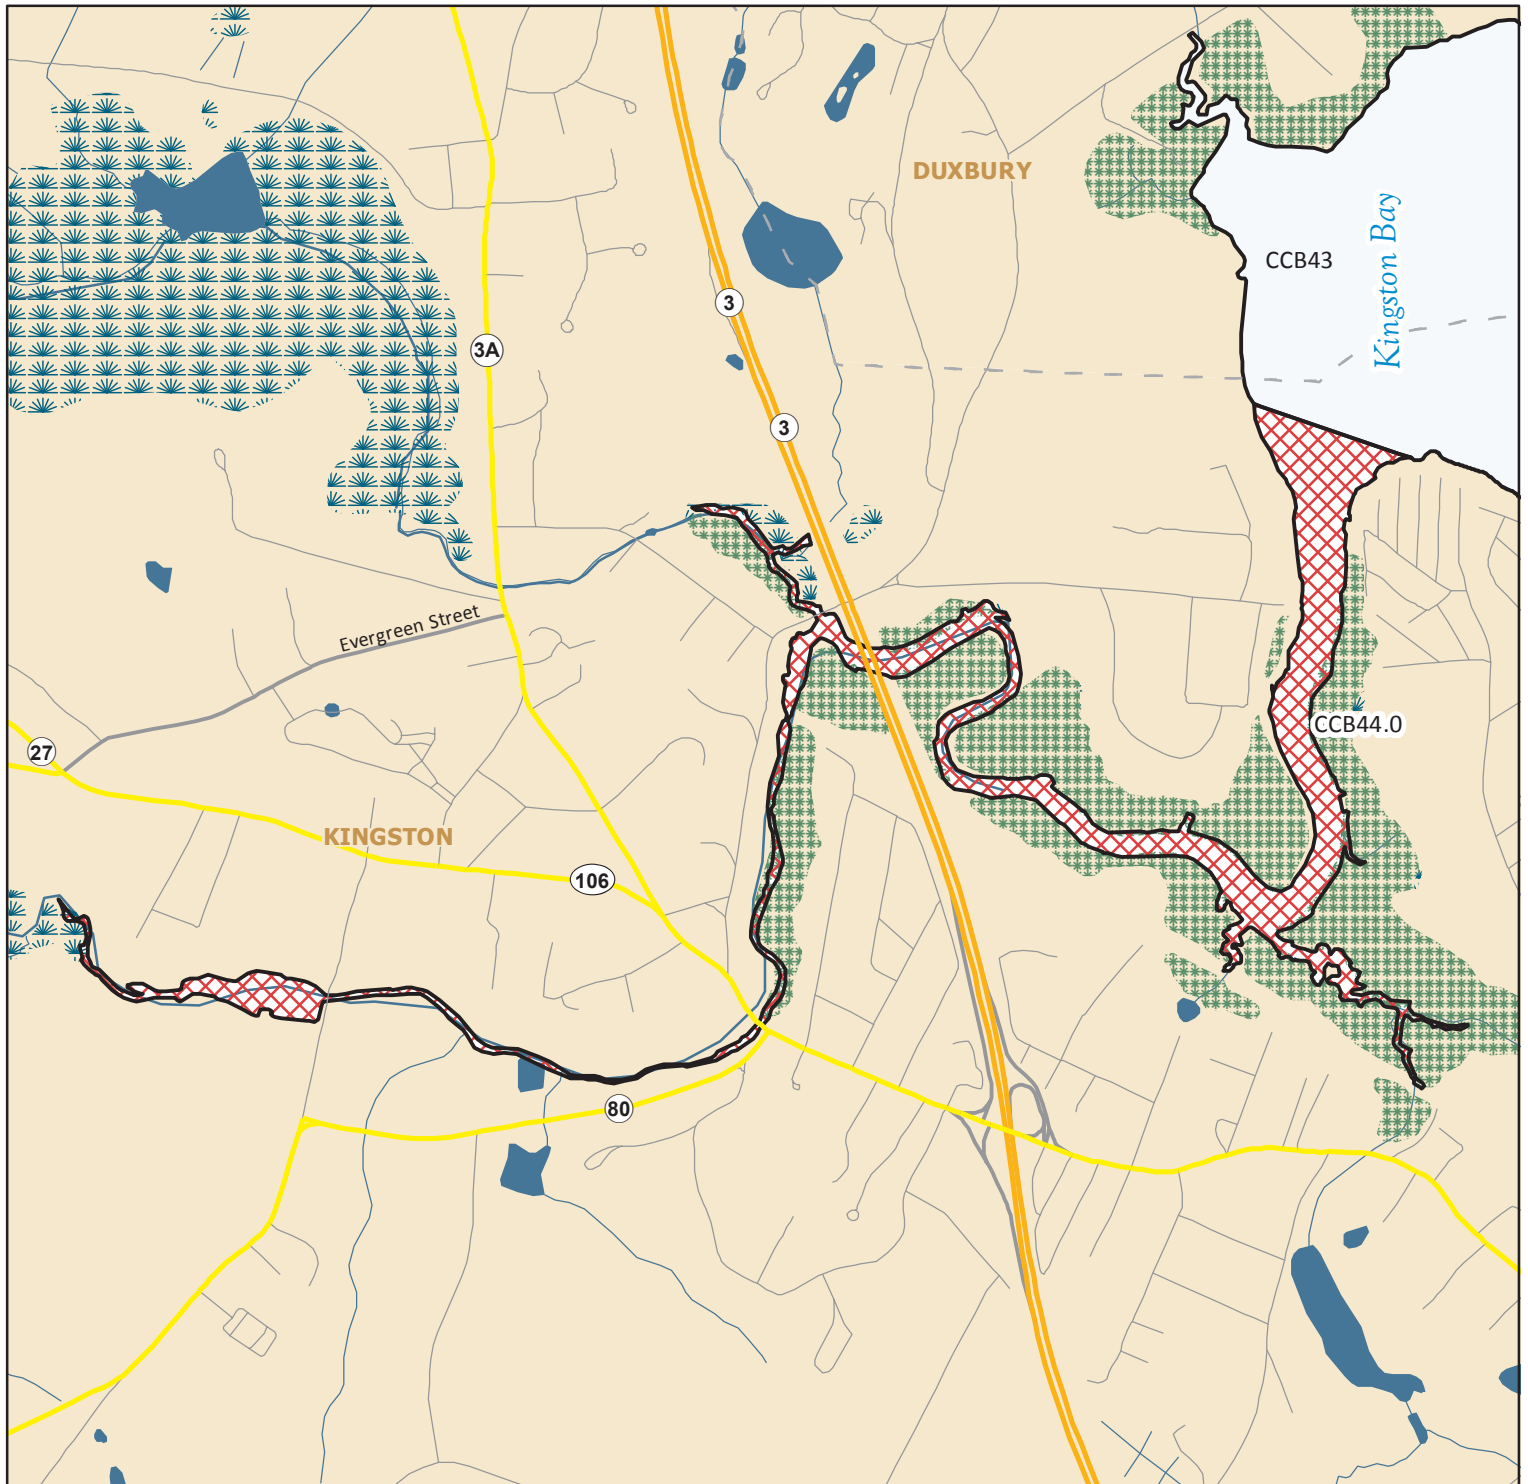 DUXBURY
CCB43
Kingston Bay
3
3A
3
Evergreen Street
CCB44.0
27
KINGSTON
106
80